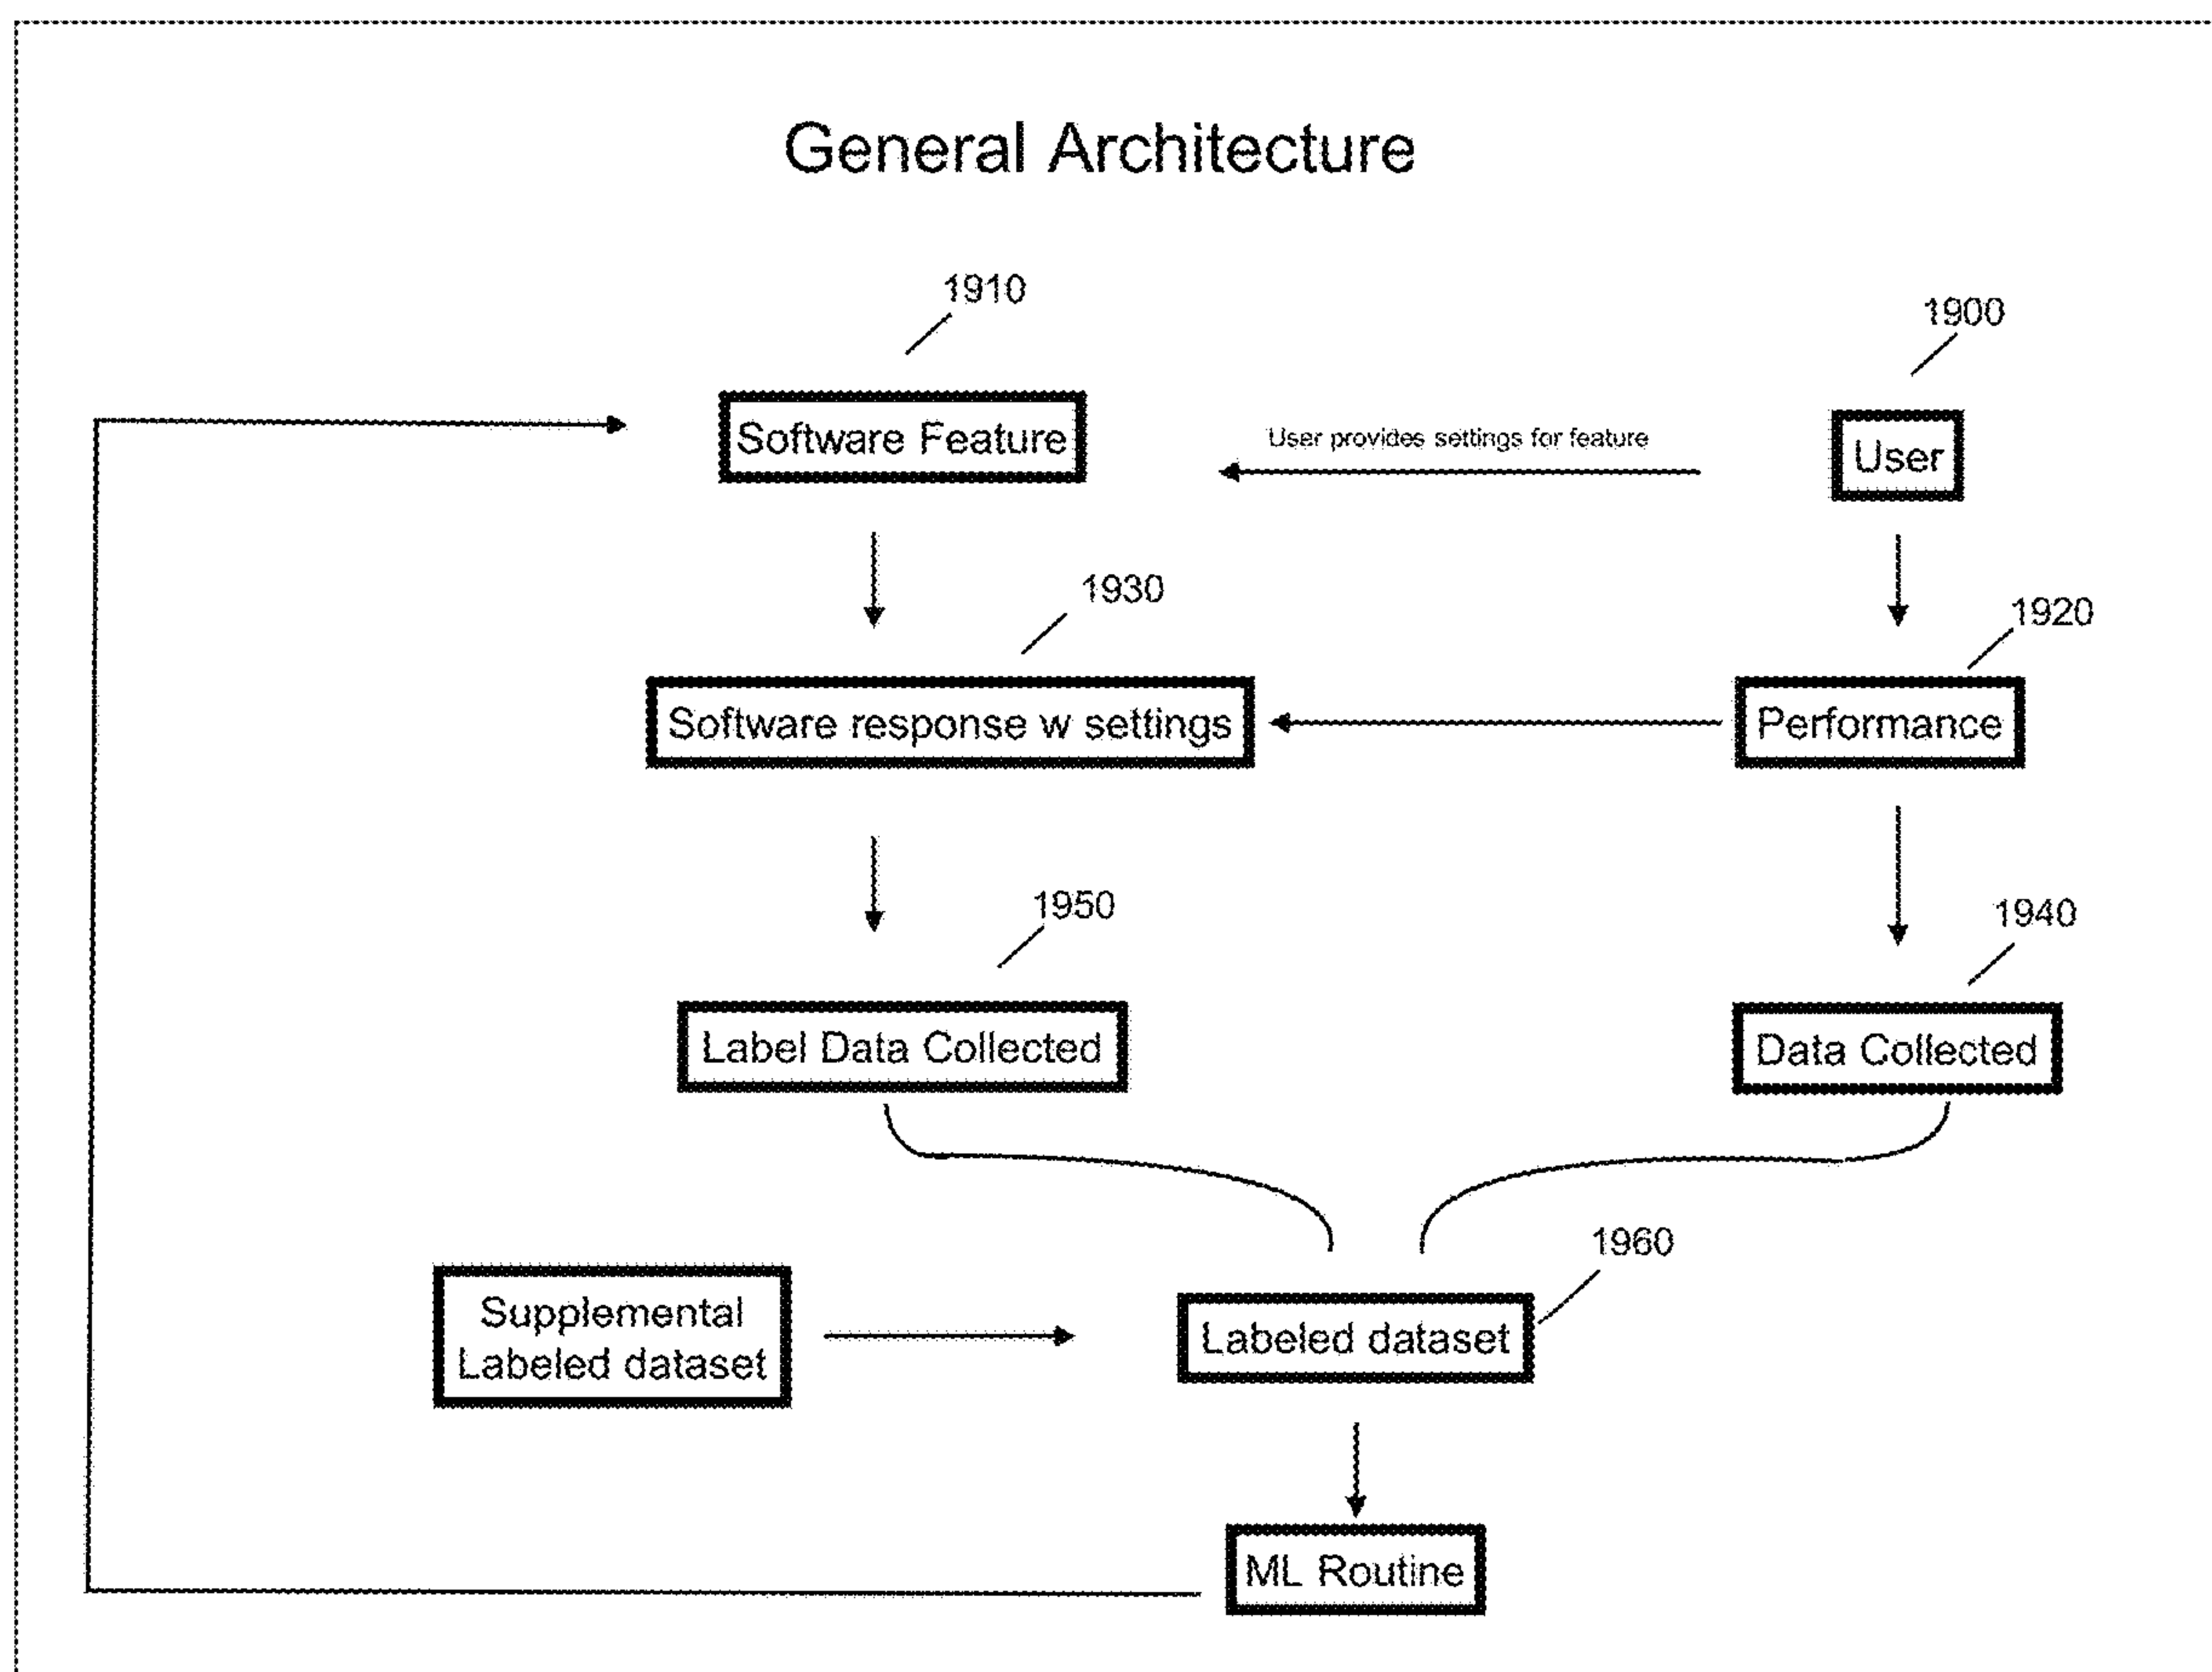 General Architecture
1910
1900
Software Feature
User provides settings for feature
User
1930
1920
Software response w settings
Performance
1950
1940
Label Data Collected
Data Collected
1960
Supplemental
Labeled dataset
Labeled dataset
ML Routine